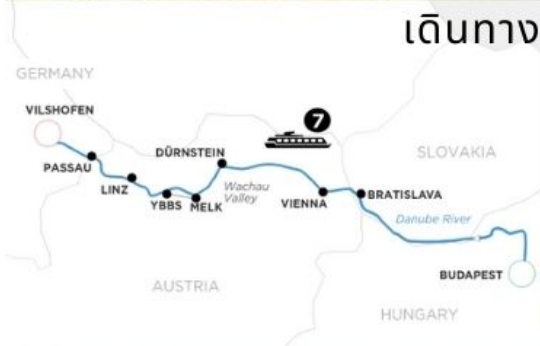 เดินทาง
GERMANY
VILSHOFEN
7
DÜRNSTEIN
SLOVAKIA
PASSAU
LINZ
Wachau
Valley
YBBS
MELK
VIENNA
BRATISLAVA
Danube River
BUDAPEST
AUSTRIA
HUNGARY